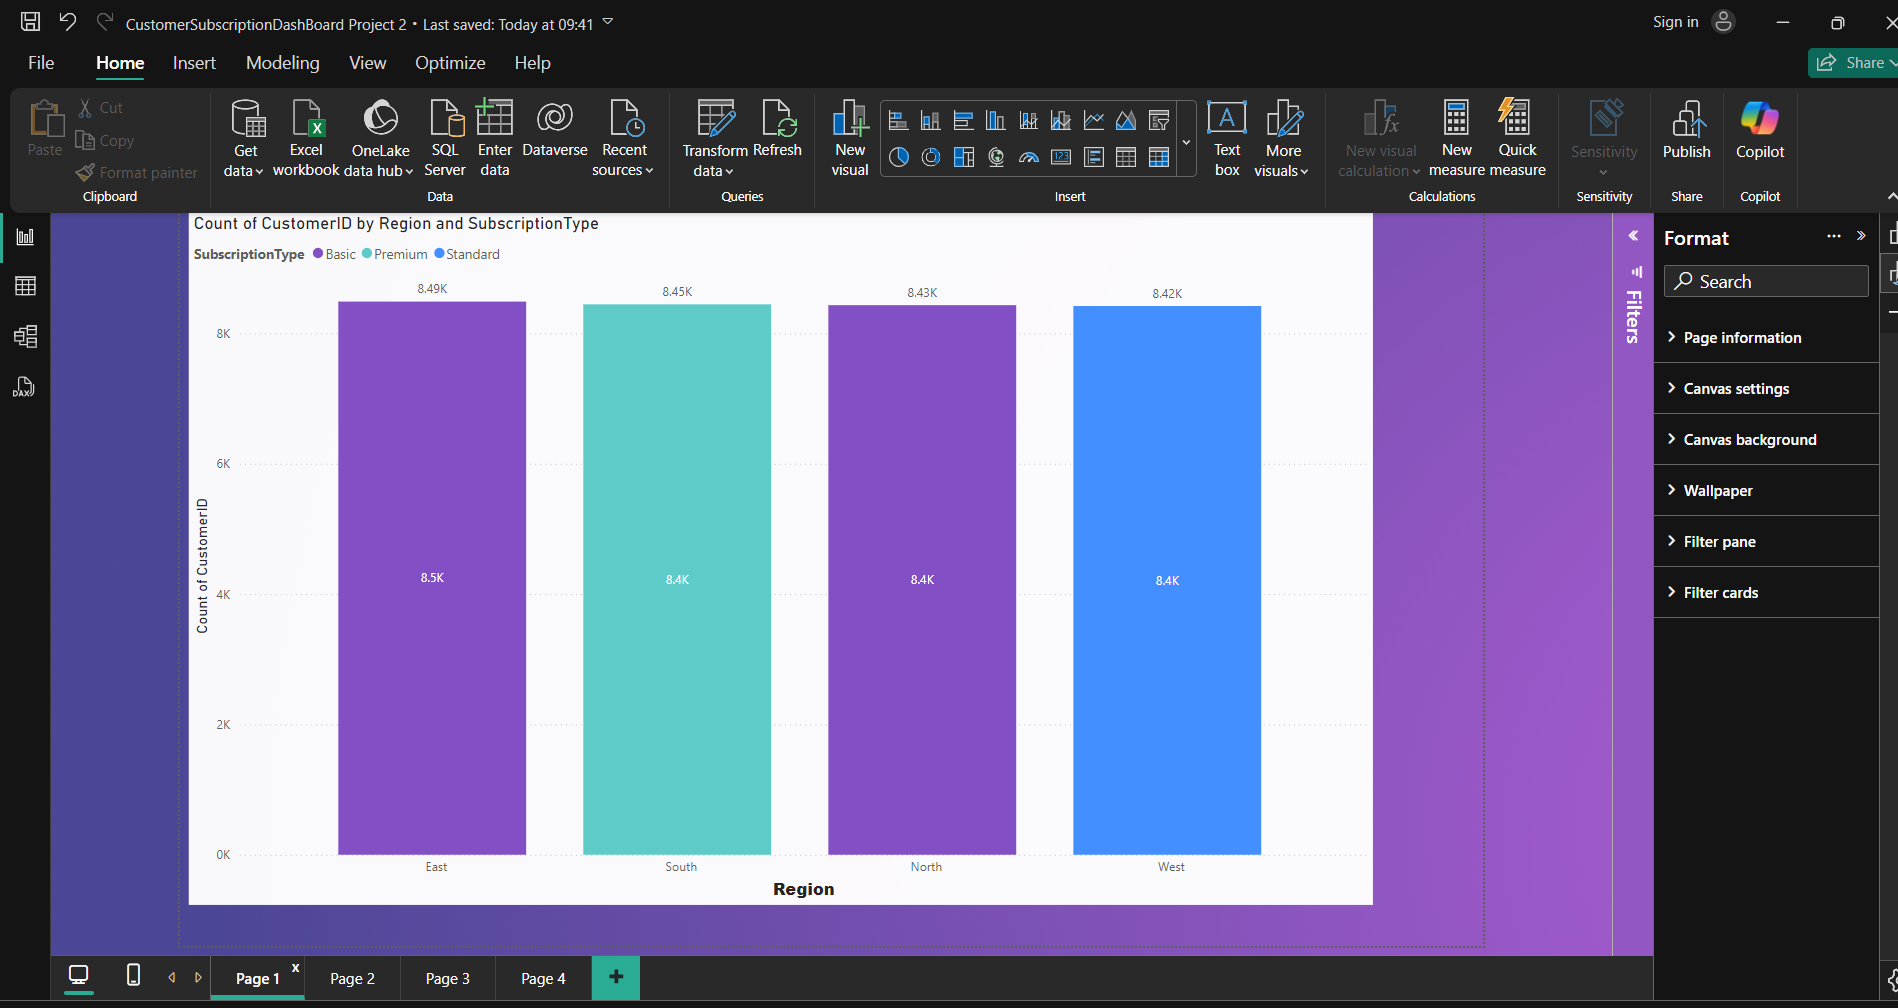 CustomerSubscriptionDashBoard Project 2 • Last saved: Today at 09:41
Sign in
File Home Insert Modeling View Optimize Help
Share
Paste
Cut
Copy
Format painter
Clipboard
Get data
Excel workbook
OneLake data hub
SQL Server
Enter data
Dataverse
Recent sources
Data
Transform data
Refresh
Queries
New visual
123
A
Text box
More visuals
Insert
New visual calculation
New measure
Quick measure
Calculations
Sensitivity
Sensitivity
Publish
Share
Copilot
Copilot
DAX
Count of CustomerID by Region and SubscriptionType
SubscriptionType Basic Premium Standard
8.49K 8.45K 8.43K 8.42K
8K
6K
4K
2K
0K
8.5K 8.4K 8.4K 8.4K
Count of CustomerID
East South North West
Region
Filters
Format
Search
Page information
Canvas settings
Canvas background
Wallpaper
Filter pane
Filter cards
Page 1 x Page 2 Page 3 Page 4 +